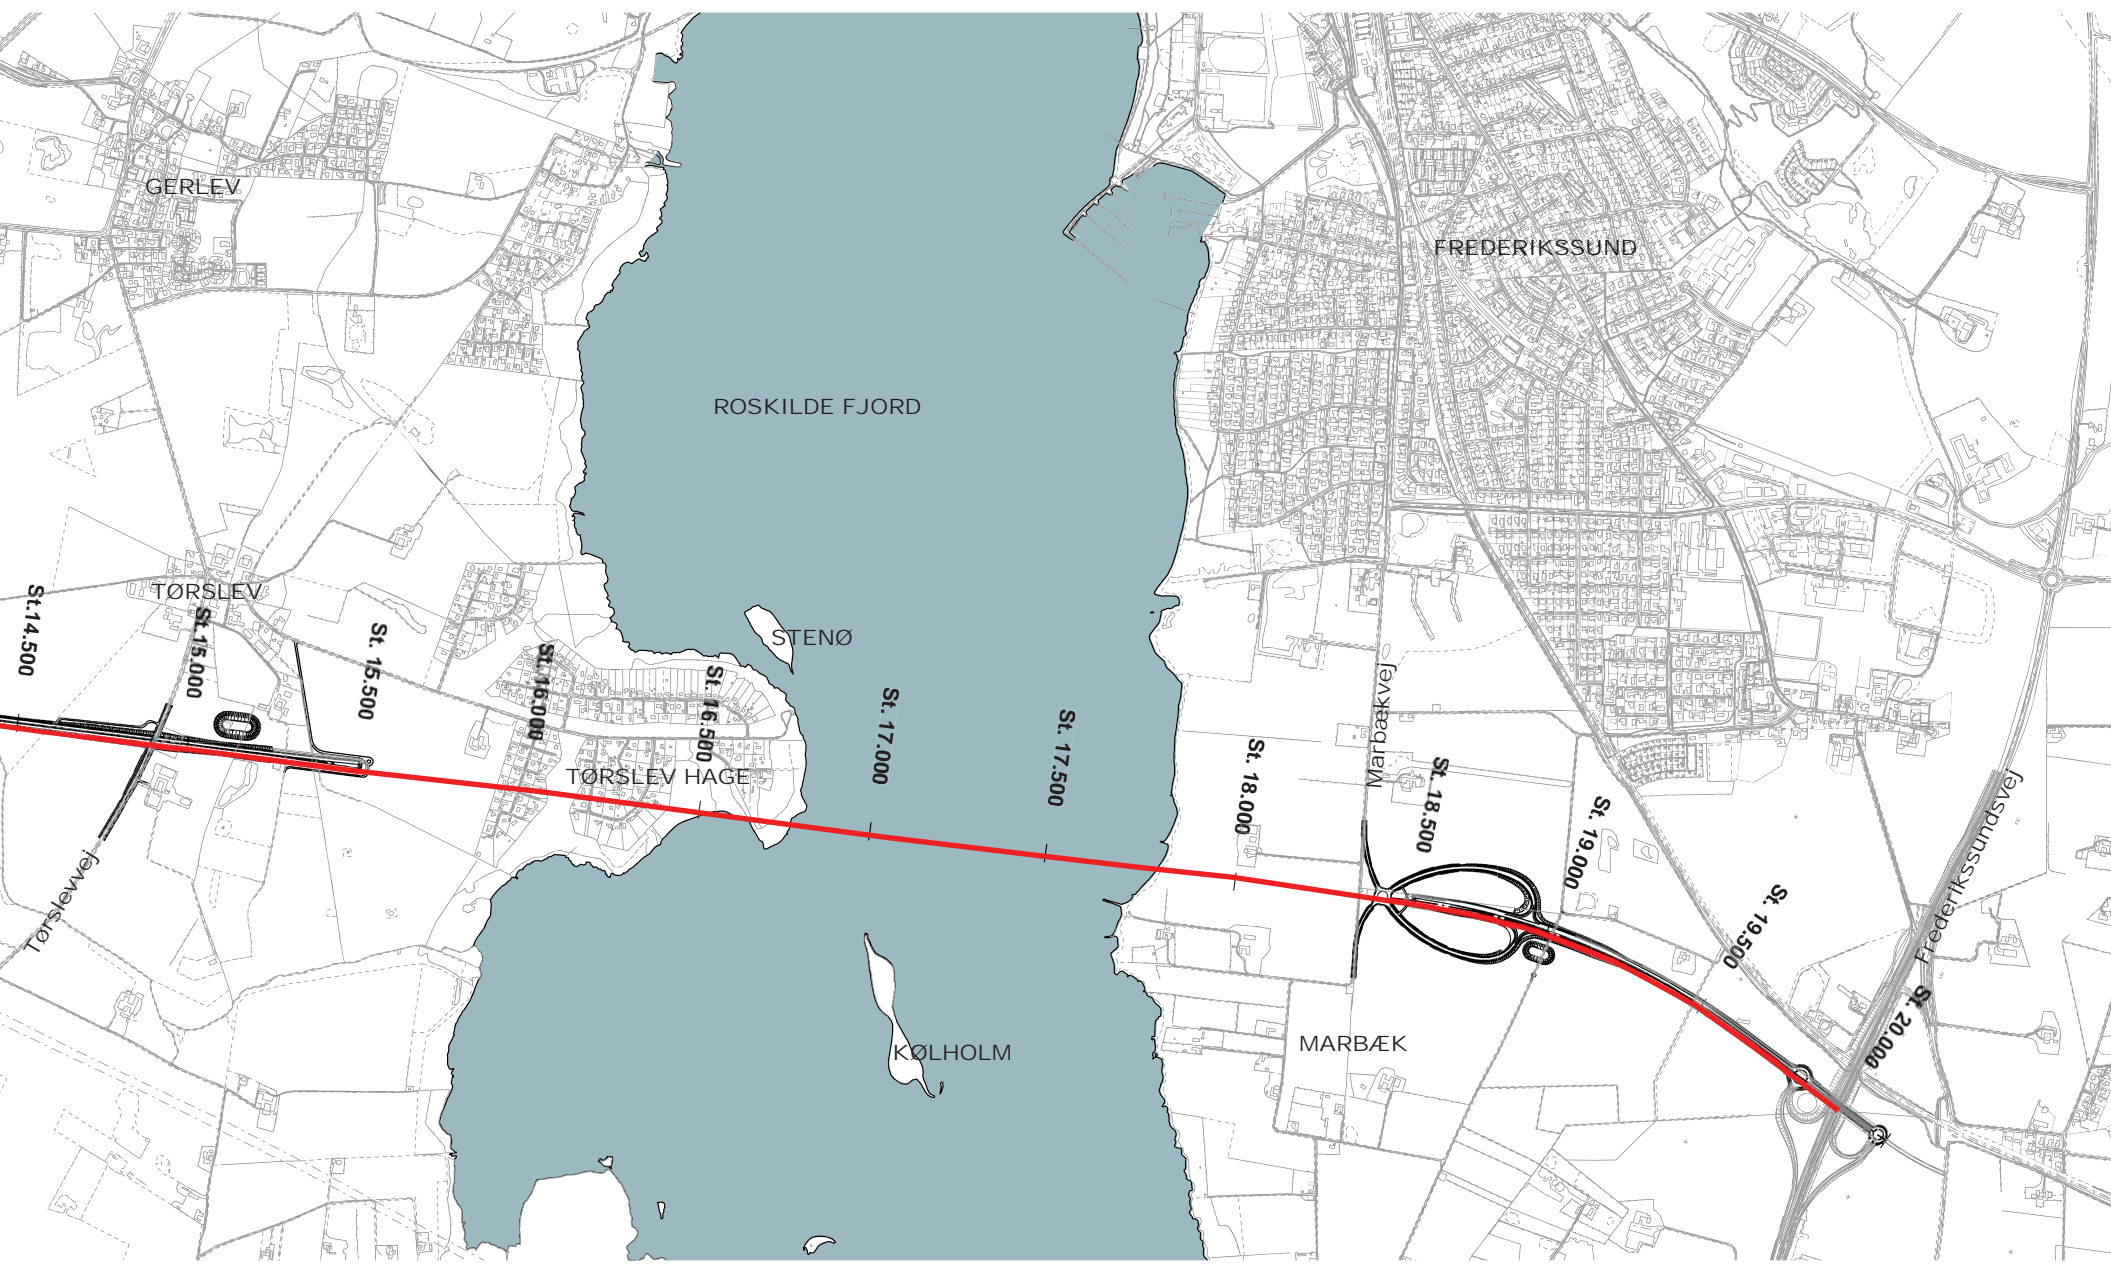 GERLEV
FREDERIKSSUND
ROSKILDE FJORD
TØRSLEV
STENØ
St.14.500
St.15.000
St. 15.500
St.16.000
St. 16.500
St. 17.000
St. 17.500
St. 18.000
St. 18.500
St. 19.000
St. 19.500
St. 20.000
TØRSLEV HAGE
Marbækvej
Tørslevvej
Frederikssundsvej
KØLHOLM
MARBÆK